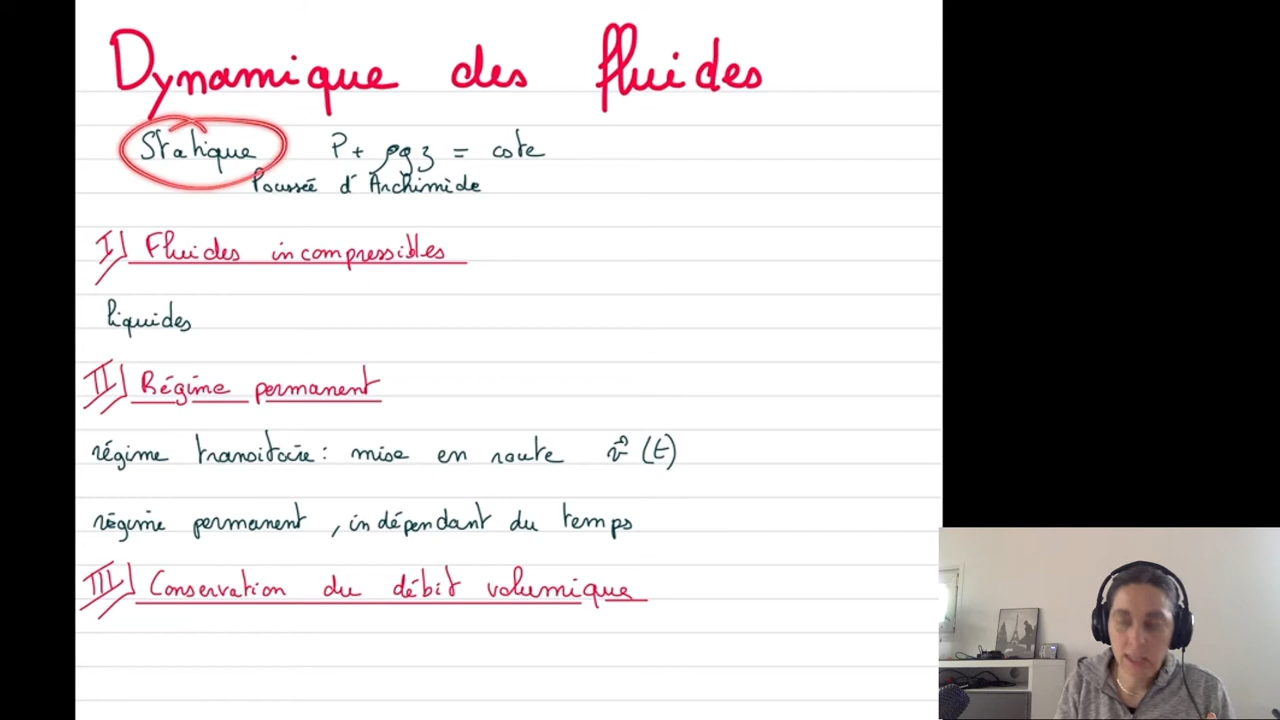 Dynamique des fluides
Statique P + ρgz = cste
Poussée d'Archimide
I) Fluides incompressibles
liquides
II) Régime permanent
régime transitoire : mise en route v⃗ (t)
régime permanent, indépendant du temps
III) Conservation du débit volumique